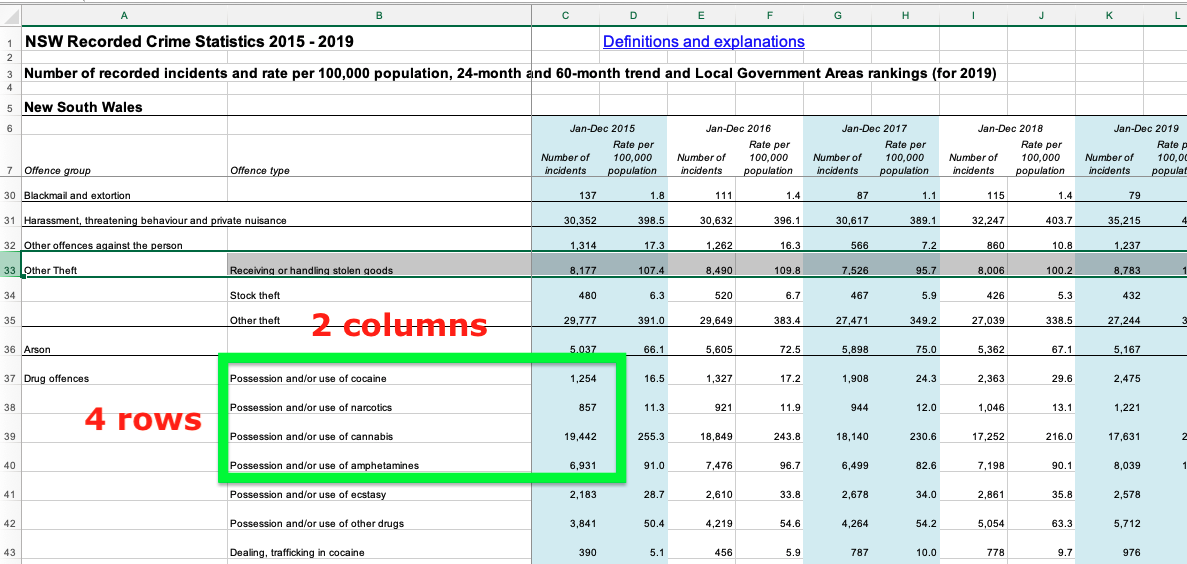 A B C D E F G H I J K L
1 NSW Recorded Crime Statistics 2015 - 2019 Definitions and explanations
2
3 Number of recorded incidents and rate per 100,000 population, 24-month and 60-month trend and Local Government Areas rankings (for 2019)
4
5 New South Wales
6 Jan-Dec 2015 Jan-Dec 2016 Jan-Dec 2017 Jan-Dec 2018 Jan-Dec 2019
Rate per Rate per Rate per Rate per Rate p
Number of 100,000 Number of 100,000 Number of 100,000 Number of 100,000 Number of 100,00
7 Offence group Offence type incidents population incidents population incidents population incidents population incidents populat
30 Blackmail and extortion 137 1.8 111 1.4 87 1.1 115 1.4 79
31 Harassment, threatening behaviour and private nuisance 30,352 398.5 30,632 396.1 30,617 389.1 32,247 403.7 35,215 4
32 Other offences against the person 1,314 17.3 1,262 16.3 566 7.2 860 10.8 1,237
33 Other Theft Receiving or handling stolen goods 8,177 107.4 8,490 109.8 7,526 95.7 8,006 100.2 8,783 1
34 Stock theft 480 6.3 520 6.7 467 5.9 426 5.3 432
35 Other theft 29,777 391.0 29,649 383.4 27,471 349.2 27,039 338.5 27,244 3
2 columns
36 Arson 5,037 66.1 5,605 72.5 5,898 75.0 5,362 67.1 5,167
37 Drug offences Possession and/or use of cocaine 1,254 16.5 1,327 17.2 1,908 24.3 2,363 29.6 2,475
38 Possession and/or use of narcotics 857 11.3 921 11.9 944 12.0 1,046 13.1 1,221
4 rows
39 Possession and/or use of cannabis 19,442 255.3 18,849 243.8 18,140 230.6 17,252 216.0 17,631 2
40 Possession and/or use of amphetamines 6,931 91.0 7,476 96.7 6,499 82.6 7,198 90.1 8,039 1
41 Possession and/or use of ecstasy 2,183 28.7 2,610 33.8 2,678 34.0 2,861 35.8 2,578
42 Possession and/or use of other drugs 3,841 50.4 4,219 54.6 4,264 54.2 5,054 63.3 5,712
43 Dealing, trafficking in cocaine 390 5.1 456 5.9 787 10.0 778 9.7 976